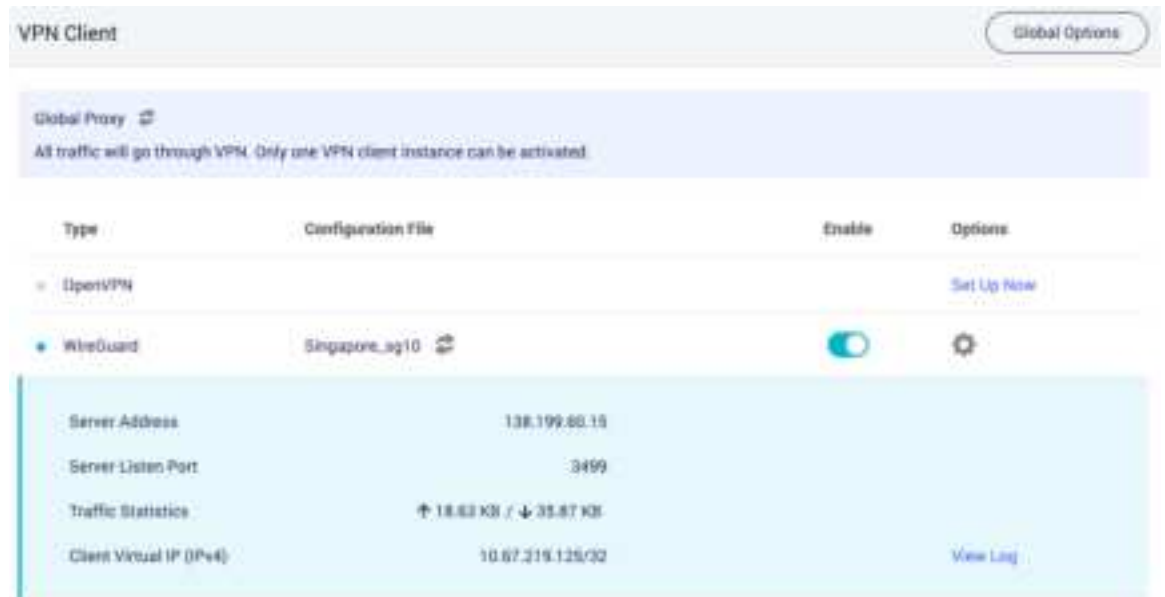 VPN Client
Global Options
Global Proxy
All traffic will go through VPN. Only one VPN client instance can be activated.
Type Configuration File Enable Options
OpenVPN Set Up Now
WireGuard Singapore_sg10
Server Address 138.199.60.15
Server Listen Port 3499
Traffic Statistics ↑ 18.63 KB / ↓ 35.87 KB
Client Virtual IP (IPv4) 10.67.219.125/32 View Log